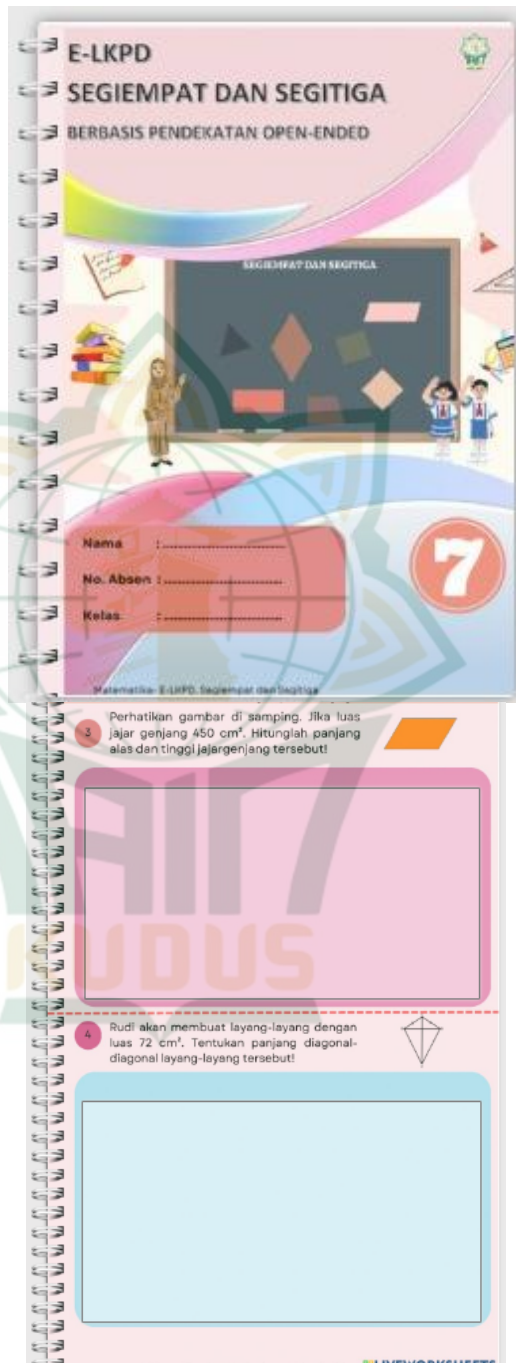 E-LKPD
SEGIEMPAT DAN SEGITIGA
BERBASIS PENDEKATAN OPEN-ENDED
SEGIEMPAT DAN SEGITIGA
7
Nama : ..............................
No. Absen : ..............................
Kelas : ..............................
Matematika- E-LKPD. Segiempat dan Segitiga
3
Perhatikan gambar di samping. Jika luas
jajar genjang 450 cm². Hitunglah panjang
alas dan tinggi jajargenjang tersebut!
4
Rudi akan membuat layang-layang dengan
luas 72 cm². Tentukan panjang diagonal-
diagonal layang-layang tersebut!
KUDUS
LIVEWORKSHEETS